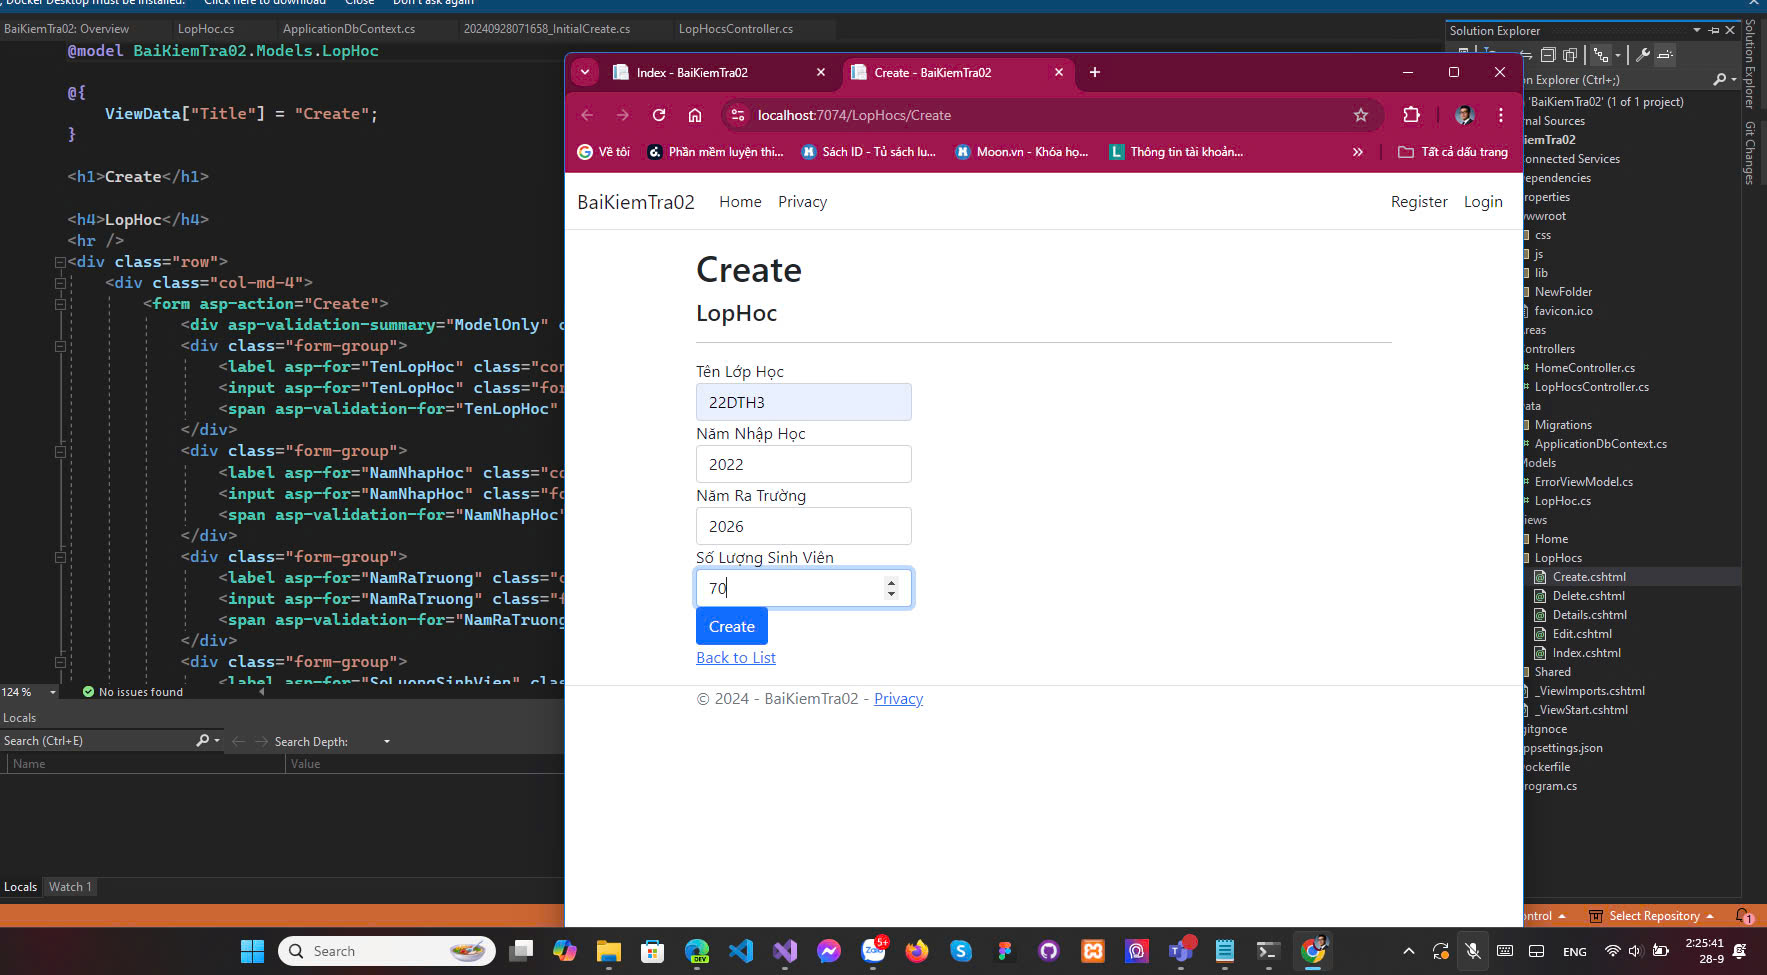 , Docker Desktop must be installed. Click here to download Close Don't ask again
BaiKiemTra02: Overview LopHoc.cs ApplicationDbContext.cs 20240928071658_InitialCreate.cs LopHocsController.cs
@model BaiKiemTra02.Models.LopHoc
@{
ViewData["Title"] = "Create";
}
<h1>Create</h1>
<h4>LopHoc</h4>
<hr />
<div class="row">
<div class="col-md-4">
<form asp-action="Create">
<div asp-validation-summary="ModelOnly" c
<div class="form-group">
<label asp-for="TenLopHoc" class="con
<input asp-for="TenLopHoc" class="for
<span asp-validation-for="TenLopHoc"
</div>
<div class="form-group">
<label asp-for="NamNhapHoc" class="co
<input asp-for="NamNhapHoc" class="fo
<span asp-validation-for="NamNhapHoc"
</div>
<div class="form-group">
<label asp-for="NamRaTruong" class="c
<input asp-for="NamRaTruong" class="f
<span asp-validation-for="NamRaTruong
</div>
<div class="form-group">
<label asp-for="SoLuongSinhVien" clas
124 % No issues found
Locals
Search (Ctrl+E) Search Depth:
Name Value
Locals Watch 1
Index - BaiKiemTra02 Create - BaiKiemTra02
localhost:7074/LopHocs/Create
Về tôi Phần mềm luyện thi... Sách ID - Tủ sách lu... Moon.vn - Khóa họ... Thông tin tài khoản... Tất cả dấu trang
BaiKiemTra02 Home Privacy Register Login
Create
LopHoc
Tên Lớp Học
22DTH3
Năm Nhập Học
2022
Năm Ra Trường
2026
Số Lượng Sinh Viên
70
Create
Back to List
© 2024 - BaiKiemTra02 - Privacy
Solution Explorer
n Explorer (Ctrl+;)
'BaiKiemTra02' (1 of 1 project)
nal Sources
iemTra02
onnected Services
ependencies
roperties
wwroot
css
js
lib
NewFolder
favicon.ico
reas
ontrollers
HomeController.cs
LopHocsController.cs
ata
Migrations
ApplicationDbContext.cs
Models
ErrorViewModel.cs
LopHoc.cs
iews
Home
LopHocs
Create.cshtml
Delete.cshtml
Details.cshtml
Edit.cshtml
Index.cshtml
Shared
_ViewImports.cshtml
_ViewStart.cshtml
gitgnoce
ppsettings.json
ockerfile
rogram.cs
Solution Explorer
Git Changes
ontrol Select Repository 1
Search
DEV
Zalo
5+
ENG
2:25:41
28-9